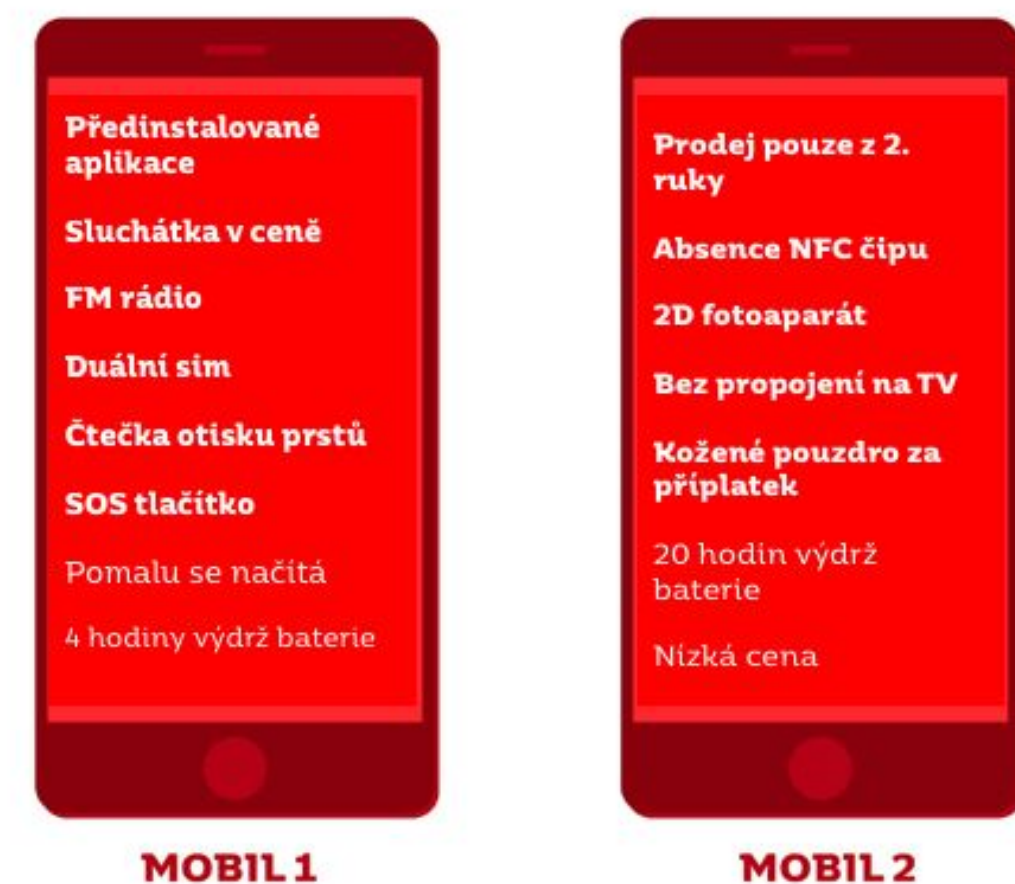 Předinstalované
aplikace
Sluchátka v ceně
FM rádio
Duální sim
Čtečka otisku prstů
SOS tlačítko
Pomalu se načítá
4 hodiny výdrž baterie
MOBIL 1
Prodej pouze z 2.
ruky
Absence NFC čipu
2D fotoaparát
Bez propojení na TV
Kožené pouzdro za
příplatek
20 hodin výdrž
baterie
Nízká cena
MOBIL 2